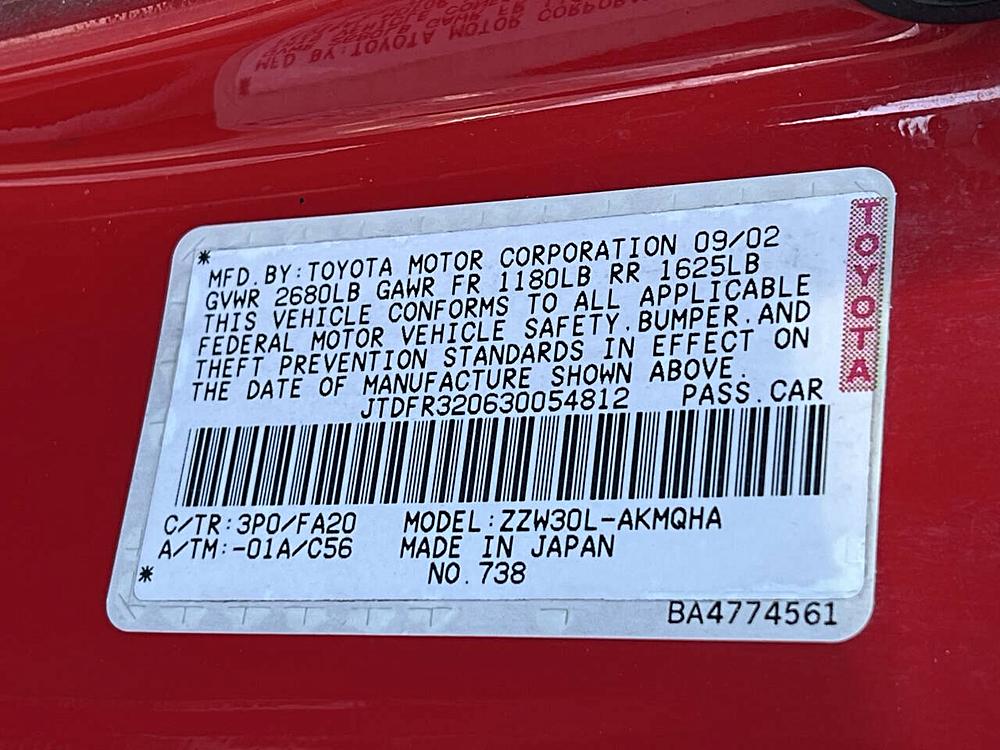 *
MFD.BY:TOYOTA MOTOR CORPORATION 09/02
GVWR 2680LB GAWR FR 1180LB RR 1625LB
THIS VEHICLE CONFORMS TO ALL APPLICABLE
FEDERAL MOTOR VEHICLE SAFETY,BUMPER,AND
THEFT PREVENTION STANDARDS IN EFFECT ON
THE DATE OF MANUFACTURE SHOWN ABOVE.
JTDFR320630054812 PASS.CAR
C/TR:3P0/FA20 MODEL:ZZW30L-AKMQHA
A/TM:-01A/C56 MADE IN JAPAN
* NO.738
BA4774561
TOYOTA